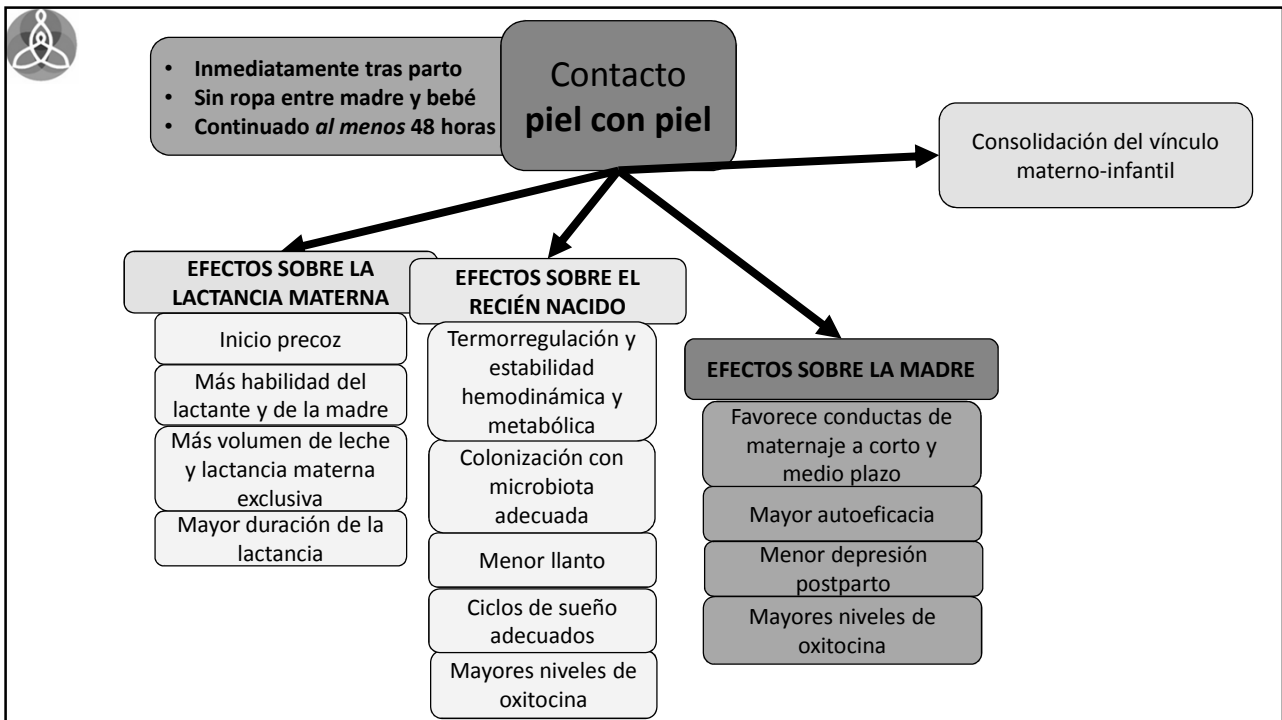 • Inmediatamente tras parto
• Sin ropa entre madre y bebé
• Continuado al menos 48 horas
Contacto
piel con piel
Consolidación del vínculo
materno-infantil
EFECTOS SOBRE LA
LACTANCIA MATERNA
Inicio precoz
Más habilidad del
lactante y de la madre
Más volumen de leche
y lactancia materna
exclusiva
Mayor duración de la
lactancia
EFECTOS SOBRE EL
RECIÉN NACIDO
Termorregulación y
estabilidad
hemodinámica y
metabólica
Colonización con
microbiota
adecuada
Menor llanto
Ciclos de sueño
adecuados
Mayores niveles de
oxitocina
EFECTOS SOBRE LA MADRE
Favorece conductas de
maternaje a corto y
medio plazo
Mayor autoeficacia
Menor depresión
postparto
Mayores niveles de
oxitocina